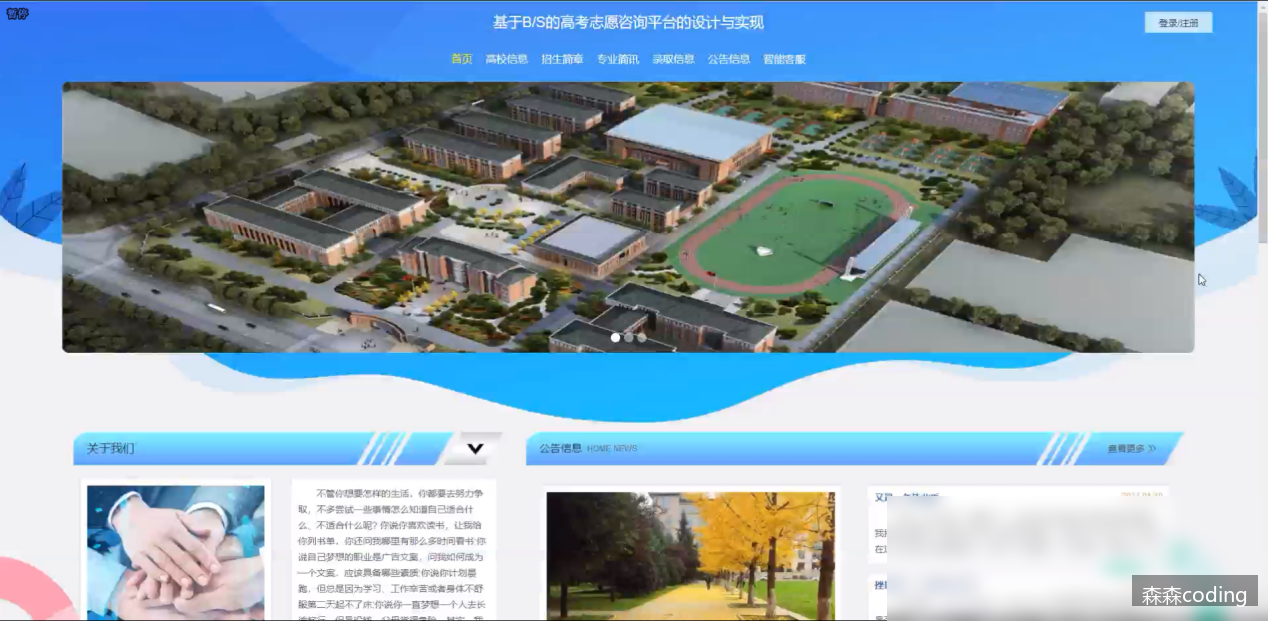 暂停
基于B/S的高考志愿咨询平台的设计与实现
登录/注册
首页 高校信息 招生简章 专业简讯 录取信息 公告信息 智能客服
关于我们
公告信息 HOME NEWS
查看更多 》
不管你想要怎样的生活，你都要去努力争
取，不多尝试一些事情怎么知道自己适合什
么、不适合什么呢？你说你喜欢读书，让我给
你列书单，你还问我哪里有那么多时间看书·你
说自己梦想的职业是广告文案，问我如何成为
一个文案，应该具备哪些素质·你说你计划晨
跑，但总是因为学习、工作辛苦或者身体不舒
服第二天起不了床·你说你一直梦想一个人去长
森森coding